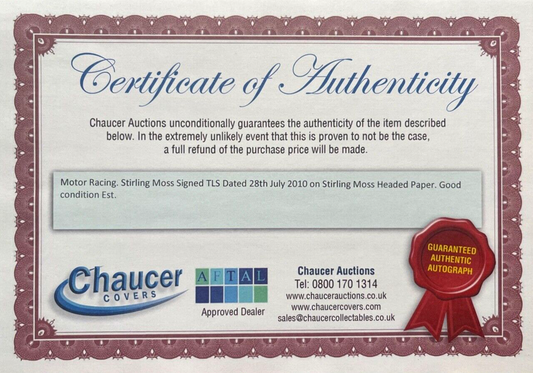 Certificate of Authenticity
Chaucer Auctions unconditionally guarantees the authenticity of the item described
below. In the extremely unlikely event that this is proven to not be the case,
a full refund of the purchase price will be made.
Motor Racing. Stirling Moss Signed TLS Dated 28th July 2010 on Stirling Moss Headed Paper. Good
condition Est.
GUARANTEED
AUTHENTIC
AUTOGRAPH
Chaucer
COVERS
AFTAL
Approved Dealer
Chaucer Auctions
Tel: 0800 170 1314
www.chaucerauctions.co.uk
www.chaucercovers.com
sales@chaucercollectables.co.uk